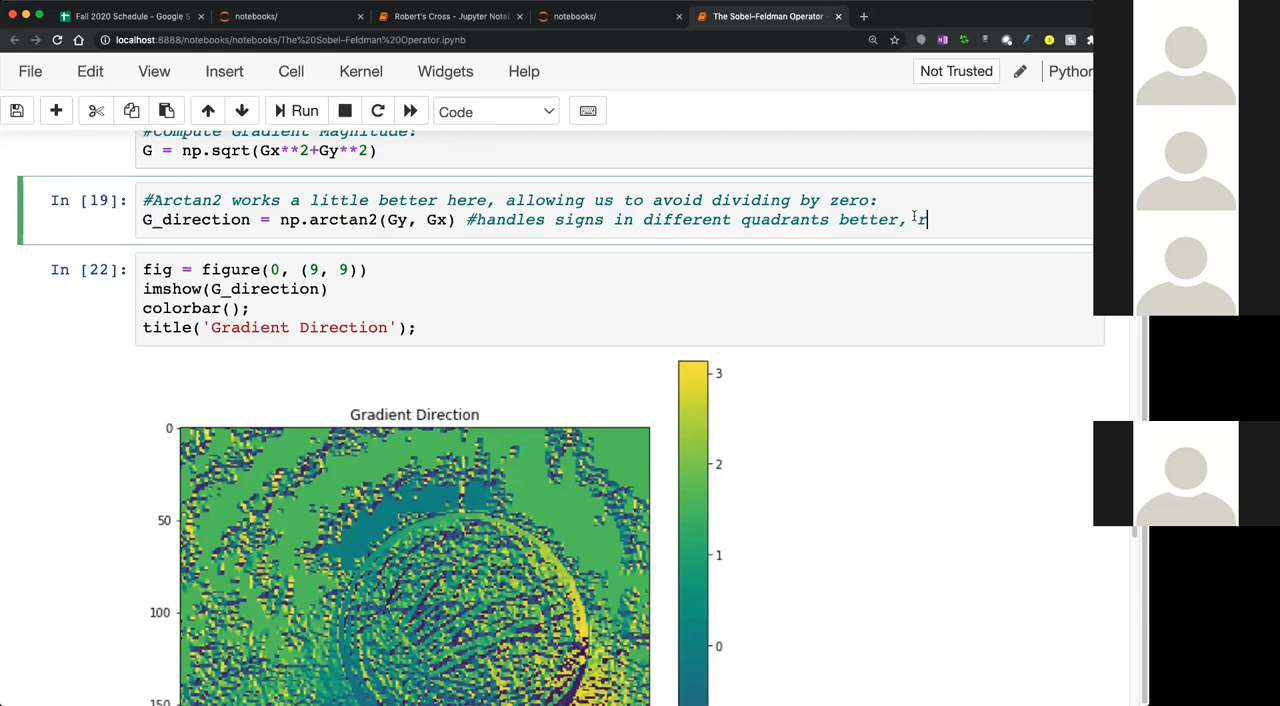 Fall 2020 Schedule - Google S
notebooks/
Robert's Cross - Jupyter Note
notebooks/
The Sobel–Feldman Operator -
localhost:8888/notebooks/notebooks/The%20Sobel–Feldman%20Operator.ipynb
File Edit View Insert Cell Kernel Widgets Help
Not Trusted
Python
Run
Code
#Compute Gradient Magnitude:
G = np.sqrt(Gx**2+Gy**2)
In [19]:
#Arctan2 works a little better here, allowing us to avoid dividing by zero:
G_direction = np.arctan2(Gy, Gx) #handles signs in different quadrants better, r
In [22]:
fig = figure(0, (9, 9))
imshow(G_direction)
colorbar();
title('Gradient Direction');
Gradient Direction
0
50
100
150
3
2
1
0